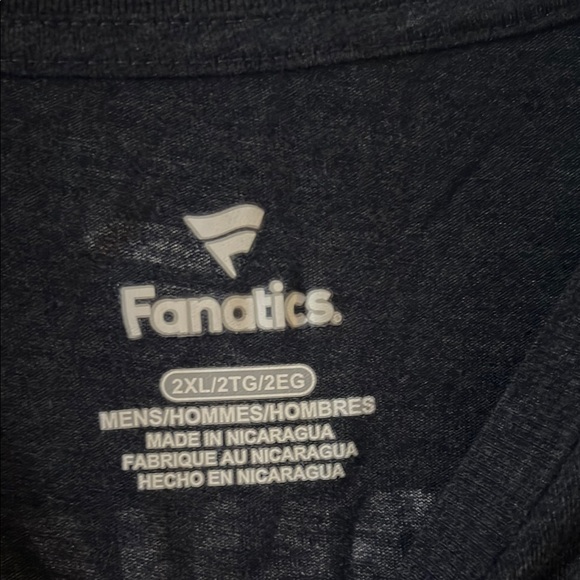 Fanatics.
2XL/2TG/2EG
MENS/HOMMES/HOMBRES
MADE IN NICARAGUA
FABRIQUE AU NICARAGUA
HECHO EN NICARAGUA